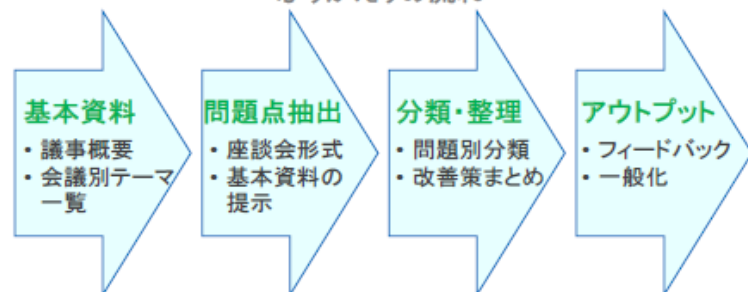 基本資料
・議事概要
・会議別テーマ
一覧
問題点抽出
・座談会形式
・基本資料の
提示
分類・整理
・問題別分類
・改善策まとめ
アウトプット
・フィードバック
・一般化